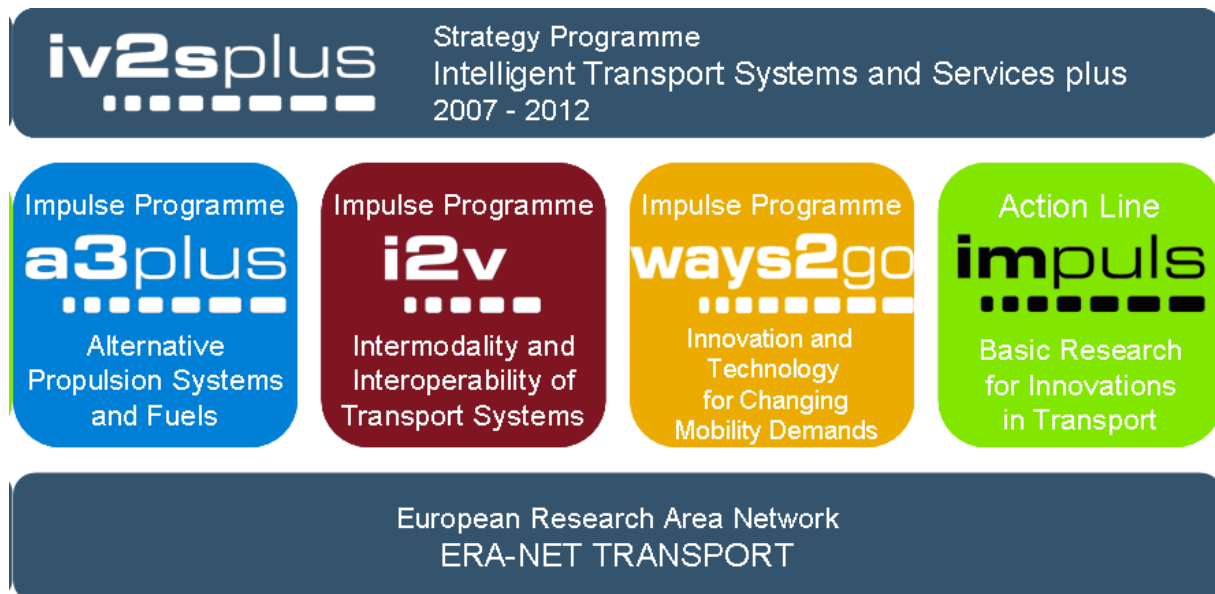 iv2splus
Strategy Programme
Intelligent Transport Systems and Services plus
2007 - 2012
Impulse Programme
a3plus
Alternative
Propulsion Systems
and Fuels
Impulse Programme
i2v
Intermodality and
Interoperability of
Transport Systems
Impulse Programme
ways2go
Innovation and
Technology
for Changing
Mobility Demands
Action Line
impuls
Basic Research
for Innovations
in Transport
European Research Area Network
ERA-NET TRANSPORT